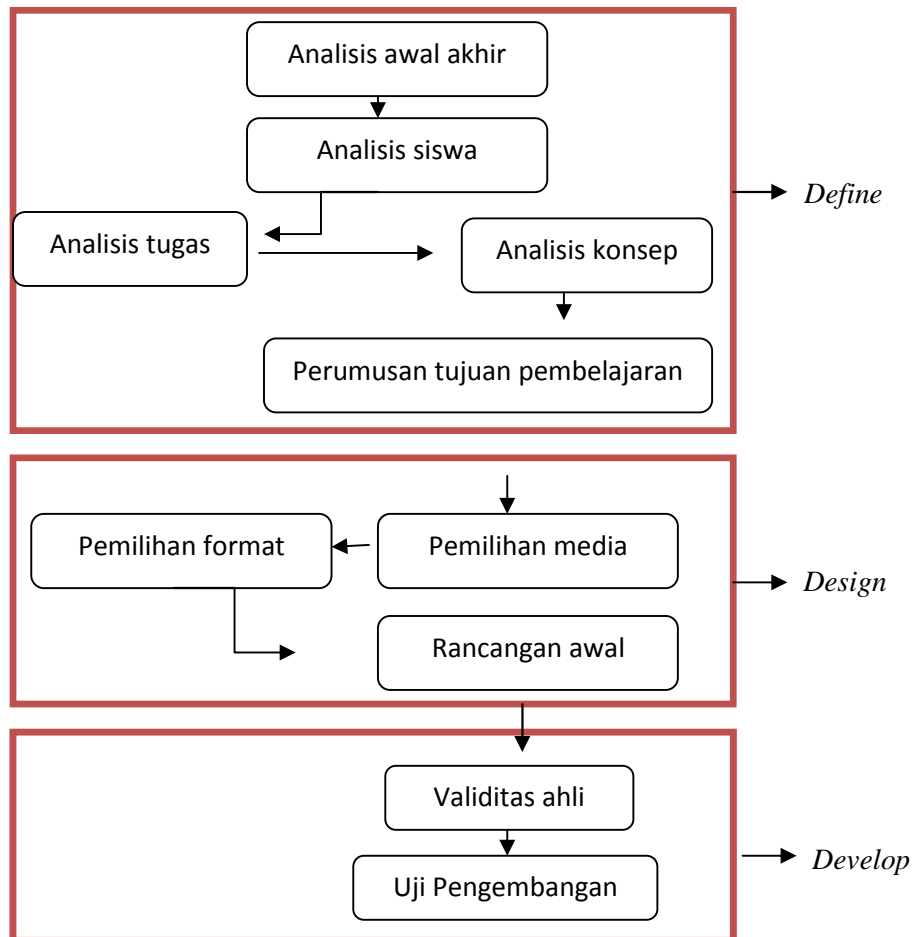 Analisis awal akhir
Analisis siswa
Define
Analisis tugas
Analisis konsep
Perumusan tujuan pembelajaran
Pemilihan format
Pemilihan media
Design
Rancangan awal
Validitas ahli
Develop
Uji Pengembangan